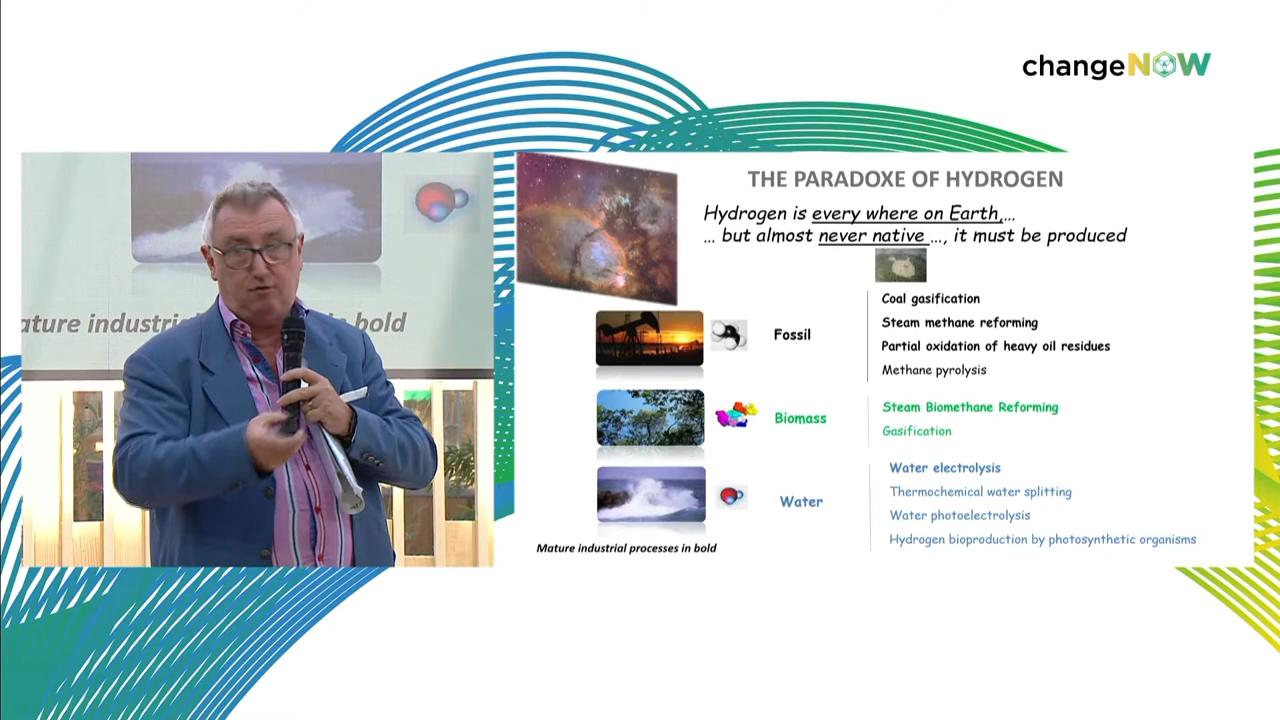 changeNOW
ature industri
in bold
THE PARADOXE OF HYDROGEN
Hydrogen is every where on Earth,…
… but almost never native …, it must be produced
Fossil
Coal gasification
Steam methane reforming
Partial oxidation of heavy oil residues
Methane pyrolysis
Biomass
Steam Biomethane Reforming
Gasification
Water
Water electrolysis
Thermochemical water splitting
Water photoelectrolysis
Hydrogen bioproduction by photosynthetic organisms
Mature industrial processes in bold